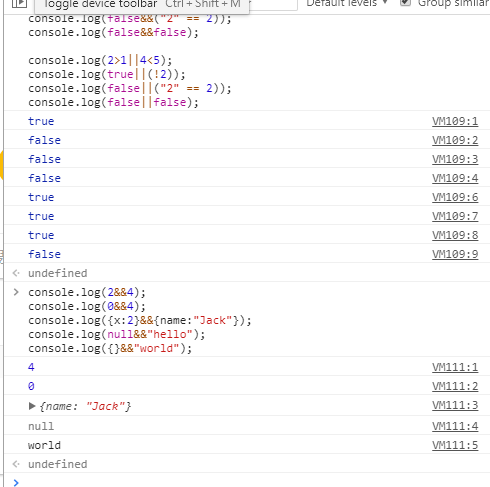 Toggle device toolbar Ctrl + Shift + M Default levels ▼ Group similar
console.log(false&&("2" == 2));
console.log(false&&false);
console.log(2>1||4<5);
console.log(true||(!2));
console.log(false||("2" == 2));
console.log(false||false);
true VM109:1
false VM109:2
false VM109:3
false VM109:4
true VM109:6
true VM109:7
true VM109:8
false VM109:9
undefined
console.log(2&&4);
console.log(0&&4);
console.log({x:2}&&{name:"Jack"});
console.log(null&&"hello");
console.log({}&&"world");
4 VM111:1
0 VM111:2
▶{name: "Jack"} VM111:3
null VM111:4
world VM111:5
undefined